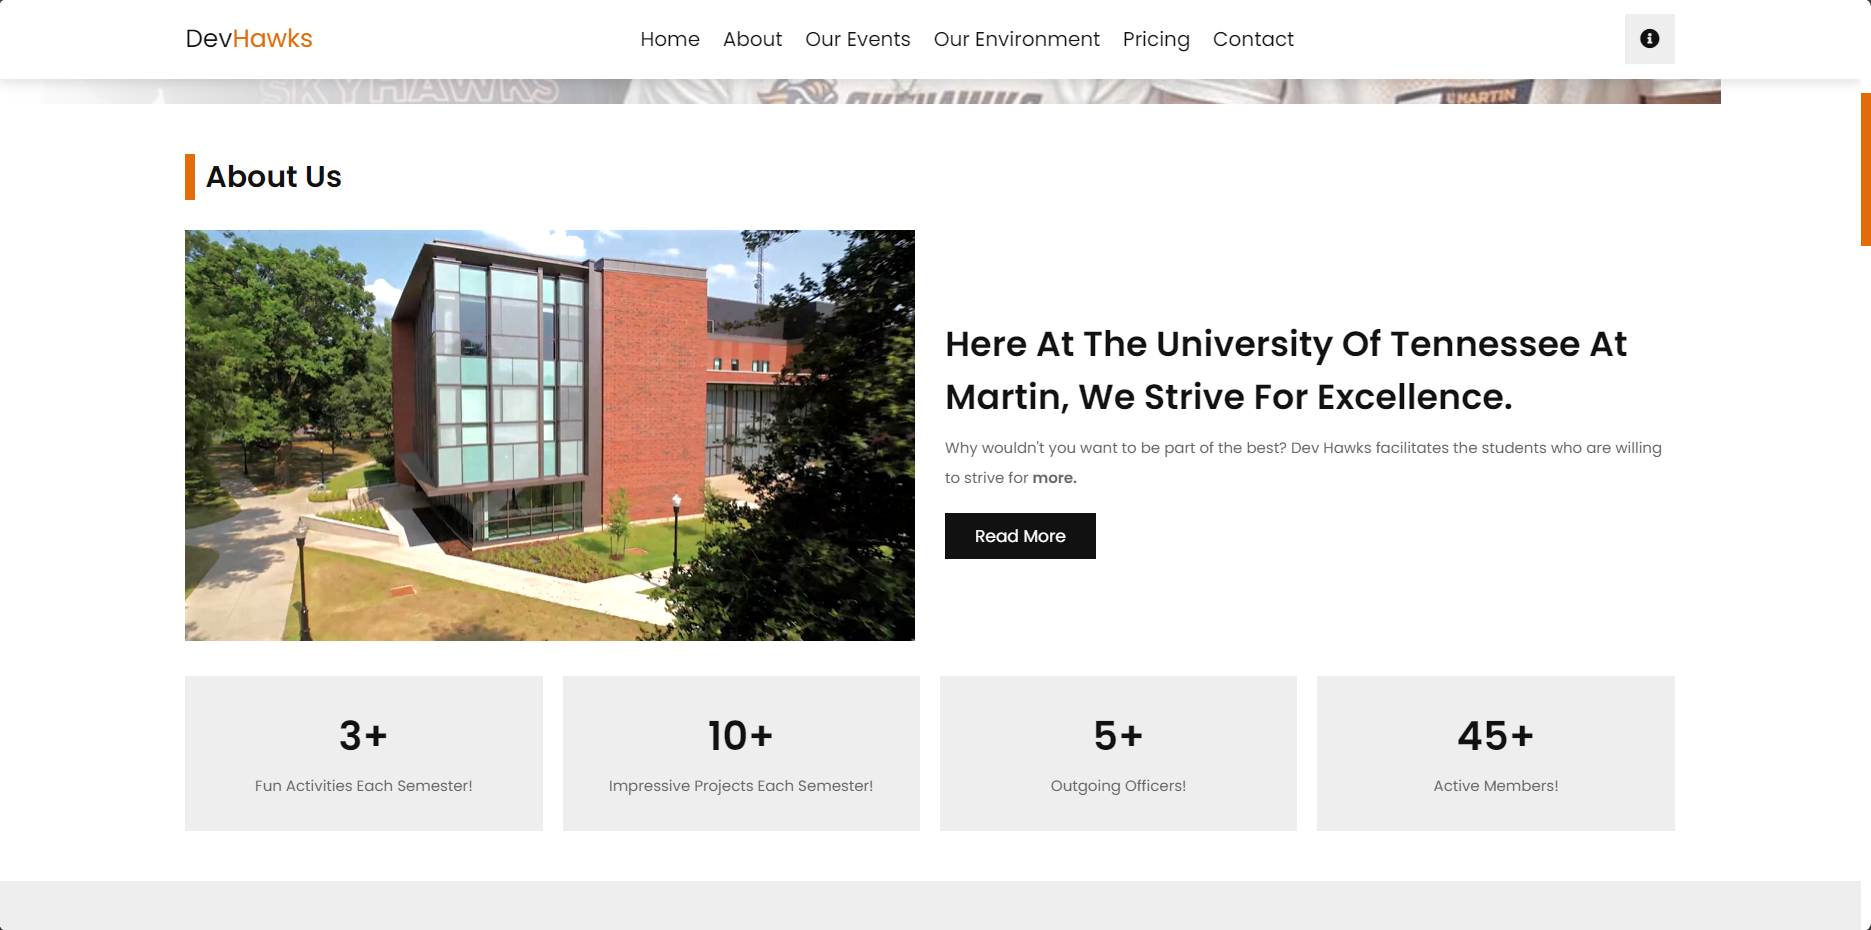 DevHawks
Home About Our Events Our Environment Pricing Contact
SKYHAWKS
SKYHAWKS
MARTIN
About Us
Here At The University Of Tennessee At
Martin, We Strive For Excellence.
Why wouldn't you want to be part of the best? Dev Hawks facilitates the students who are willing
to strive for more.
Read More
3+
Fun Activities Each Semester!
10+
Impressive Projects Each Semester!
5+
Outgoing Officers!
45+
Active Members!